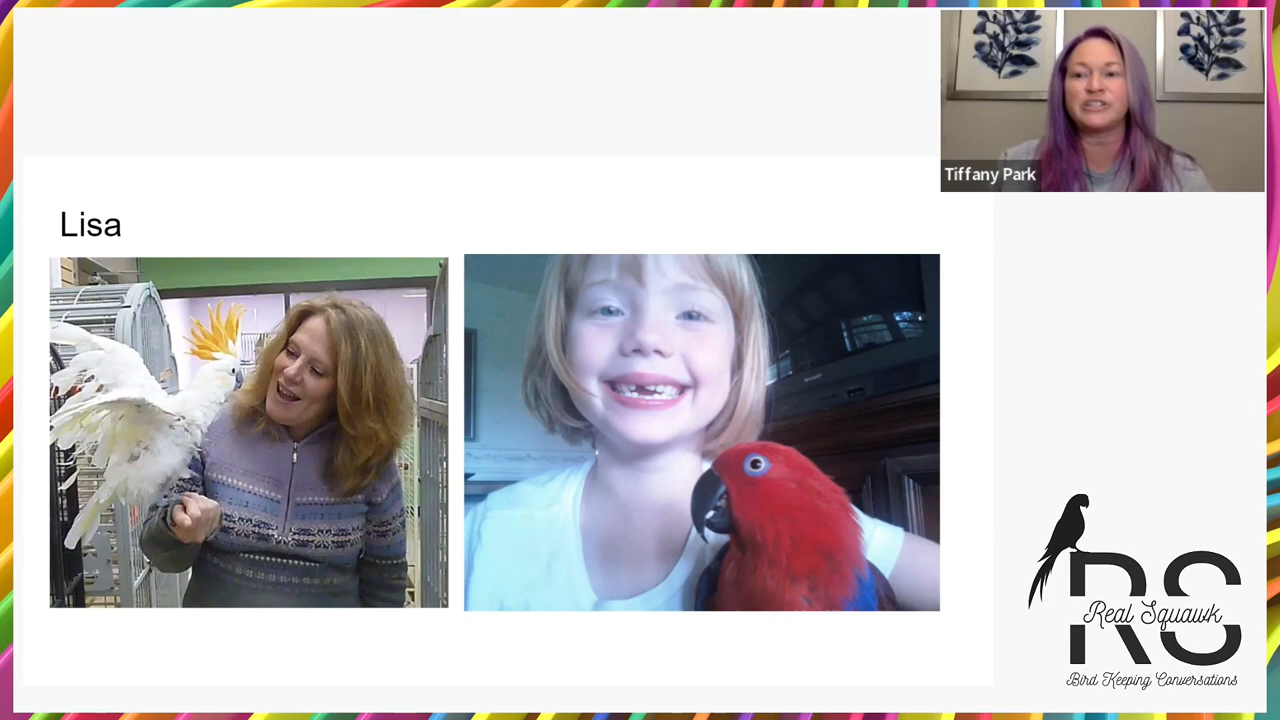 Tiffany Park
Lisa
RS
Real Squawk
Bird Keeping Conversations